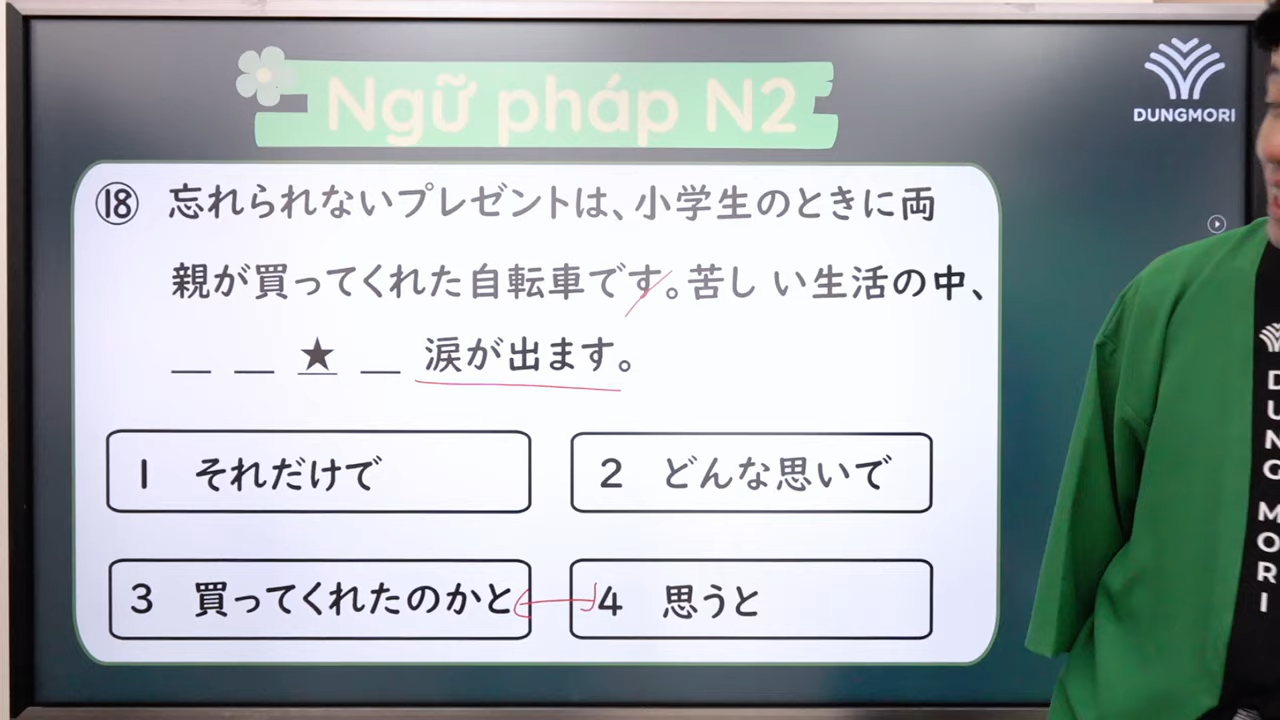 Ngữ pháp N2
DUNGMORI
⑱ 忘れられないプレゼントは、小学生のときに両
親が買ってくれた自転車です。苦し い生活の中、
＿ ＿ ★ ＿ 涙が出ます。
1 それだけで
2 どんな思いで
3 買ってくれたのかと
4 思うと
DUNG MORI